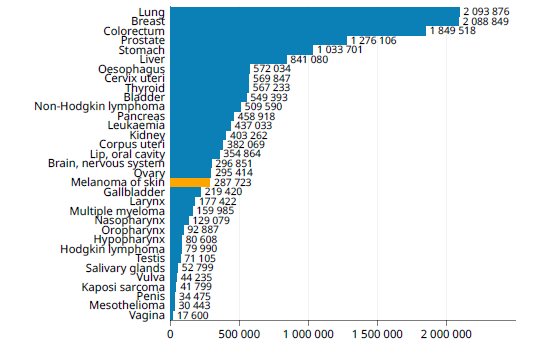 Lung 2 093 876
Breast 2 088 849
Colorectum 1 849 518
Prostate 1 276 106
Stomach 1 033 701
Liver 841 080
Oesophagus 572 034
Cervix uteri 569 847
Thyroid 567 233
Bladder 549 393
Non-Hodgkin lymphoma 509 590
Pancreas 458 918
Leukaemia 437 033
Kidney 403 262
Corpus uteri 382 069
Lip, oral cavity 354 864
Brain, nervous system 296 851
Ovary 295 414
Melanoma of skin 287 723
Gallbladder 219 420
Larynx 177 422
Multiple myeloma 159 985
Nasopharynx 129 079
Oropharynx 92 887
Hypopharynx 80 608
Hodgkin lymphoma 79 990
Testis 71 105
Salivary glands 52 799
Vulva 44 235
Kaposi sarcoma 41 799
Penis 34 475
Mesothelioma 30 443
Vagina 17 600
0 500 000 1 000 000 1 500 000 2 000 000